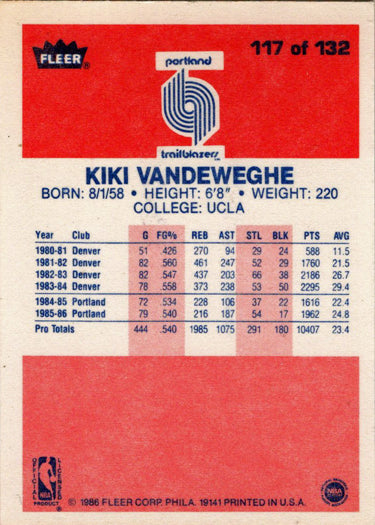 FLEER®
117 of 132
portland
trailblazers
KIKI VANDEWEGHE
BORN: 8/1/58 • HEIGHT: 6'8" • WEIGHT: 220
COLLEGE: UCLA
Year Club G FG% REB AST STL BLK PTS AVG
1980-81 Denver 51 .426 270 94 29 24 588 11.5
1981-82 Denver 82 .560 461 247 52 29 1760 21.5
1982-83 Denver 82 .547 437 203 66 38 2186 26.7
1983-84 Denver 78 .558 373 238 53 50 2295 29.4
1984-85 Portland 72 .534 228 106 37 22 1616 22.4
1985-86 Portland 79 .540 216 187 54 17 1962 24.8
Pro Totals 444 .540 1985 1075 291 180 10407 23.4
OFFICIAL LICENSED
NBA
PRODUCT
NBA
© 1986 FLEER CORP. PHILA. 19141 PRINTED IN U.S.A.